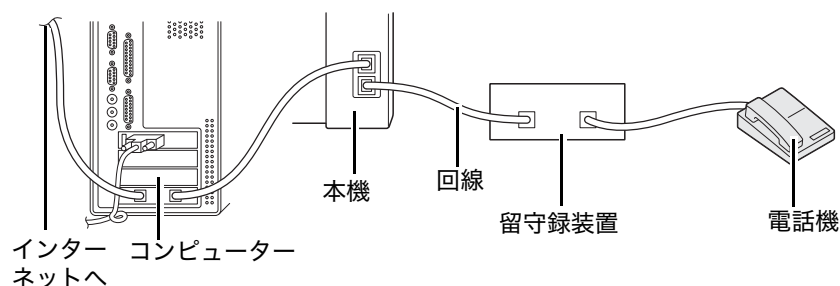 本機
回線
留守録装置
電話機
インター
ネットへ
コンピューター